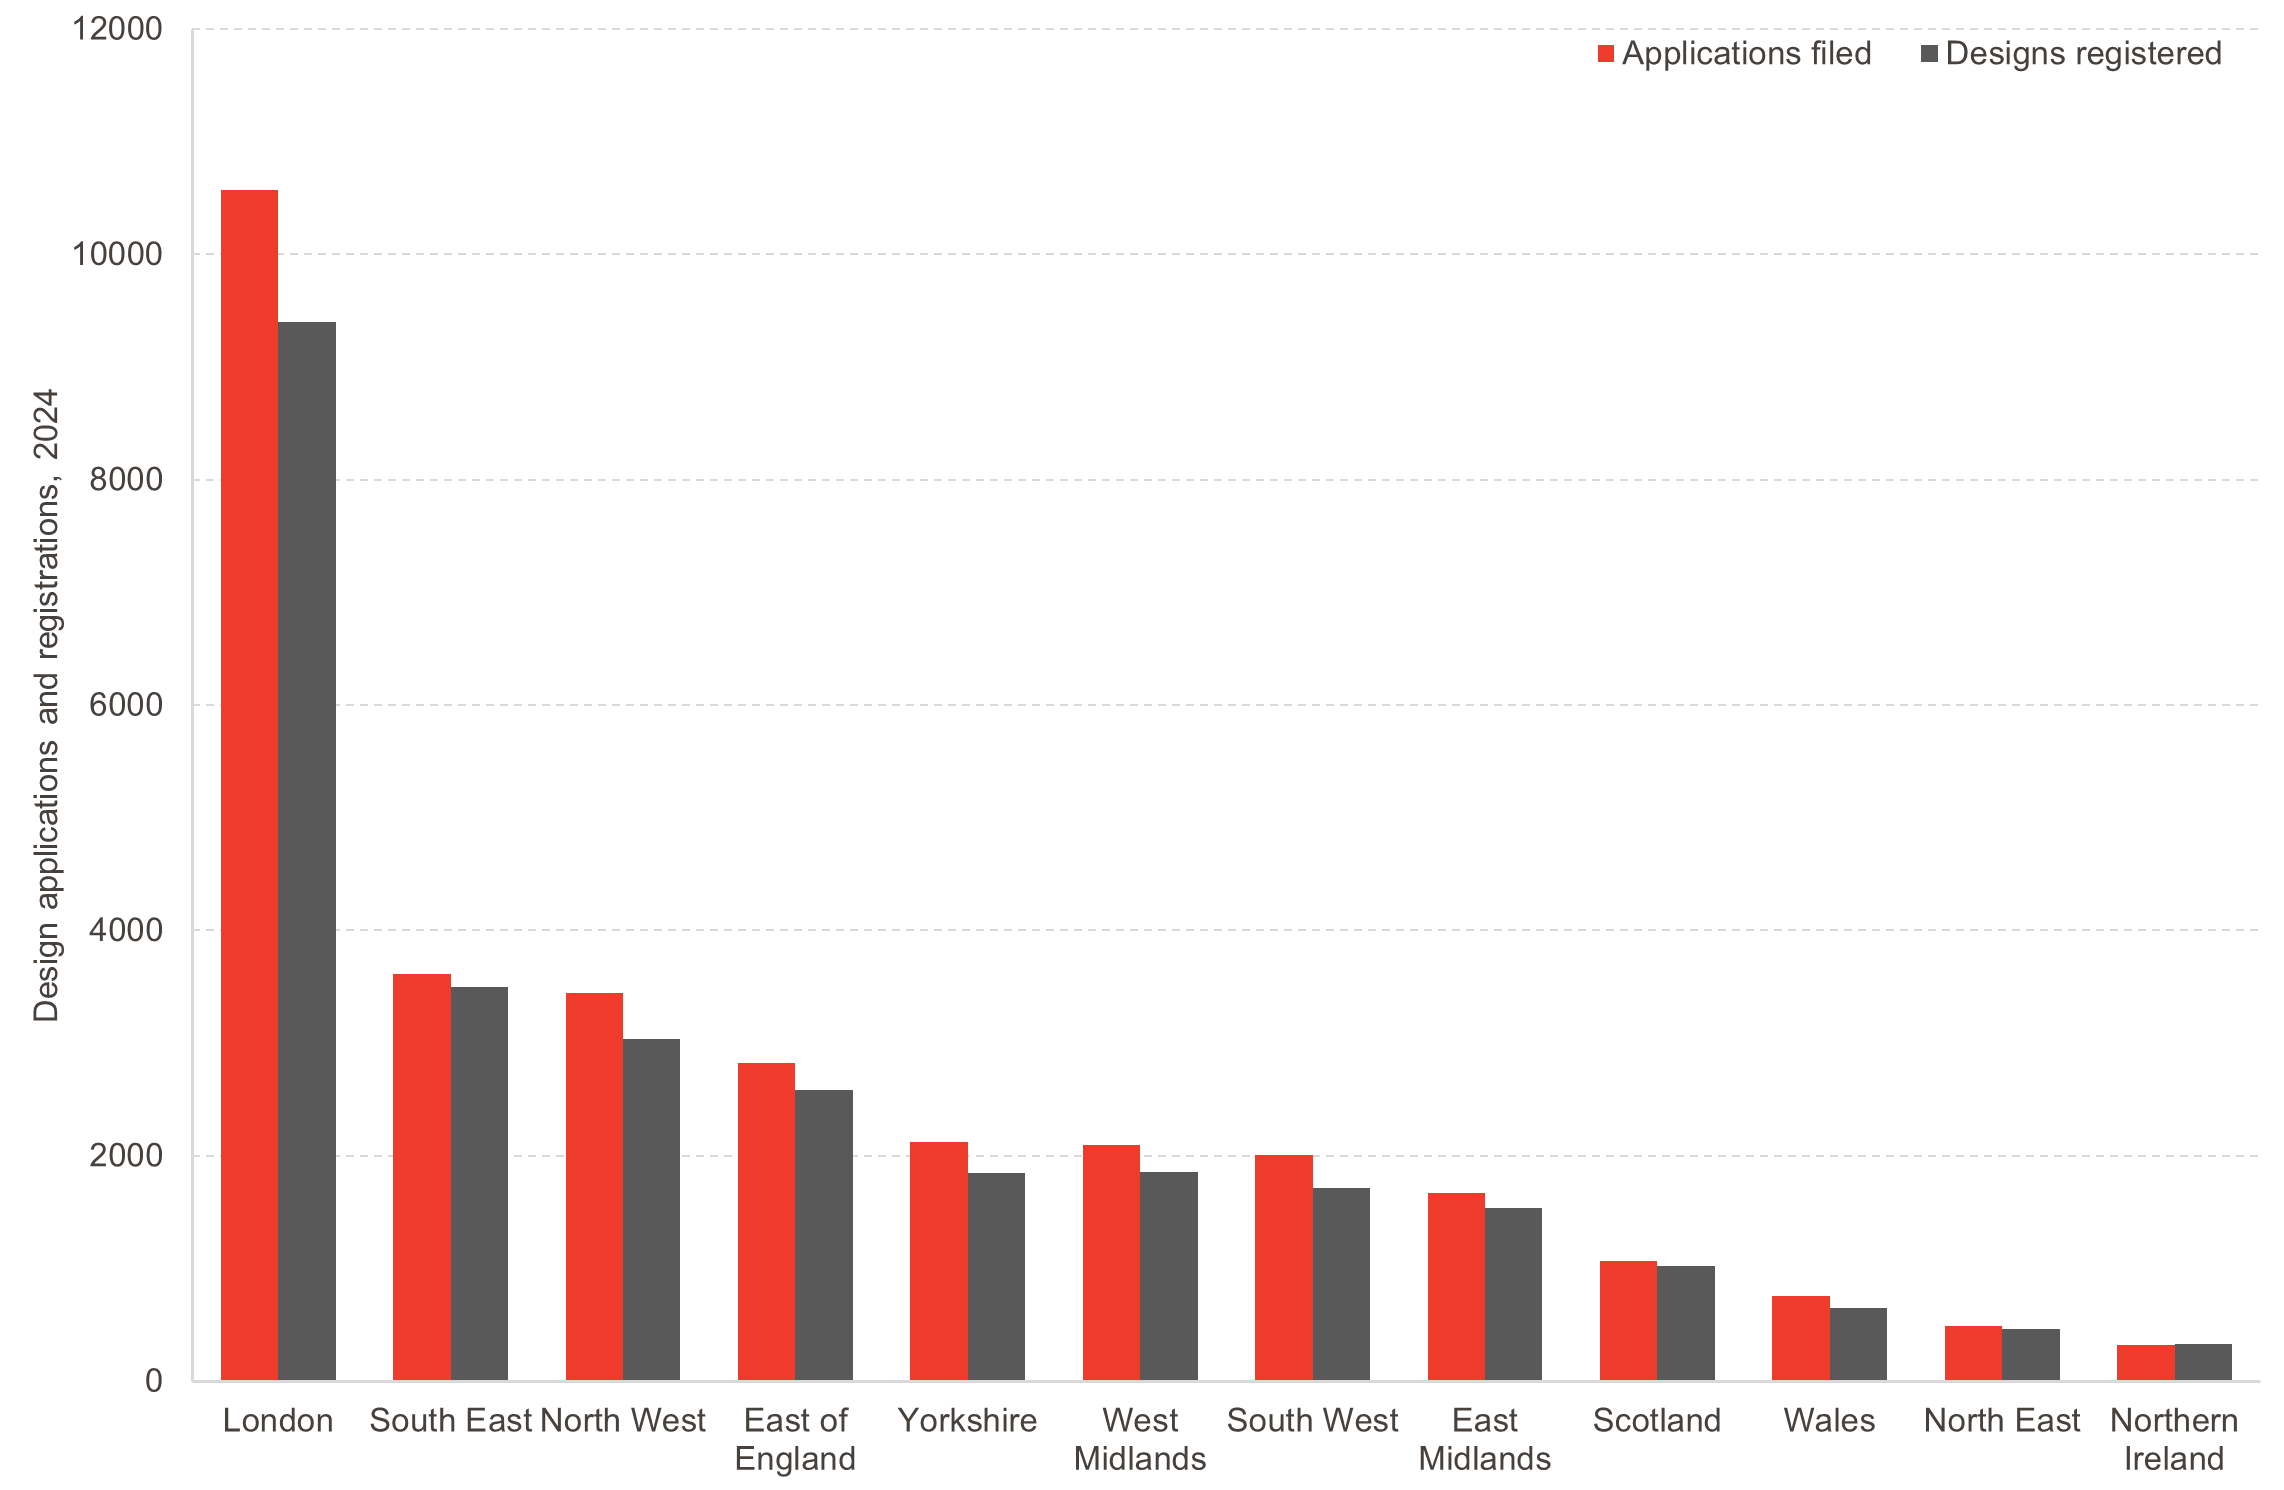 12000
10000
8000
6000
4000
2000
0
Design applications and registrations, 2024
Applications filed
Designs registered
London
South East
North West
East of
England
Yorkshire
West
Midlands
South West
East
Midlands
Scotland
Wales
North East
Northern
Ireland